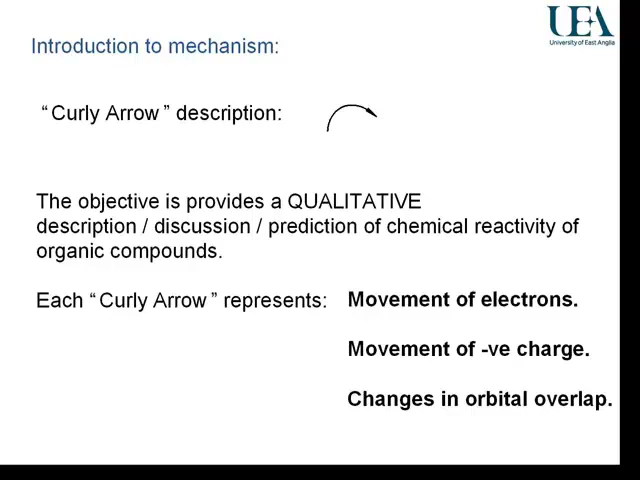 UEA
University of East Anglia
Introduction to mechanism:
“Curly Arrow” description:
The objective is provides a QUALITATIVE
description / discussion / prediction of chemical reactivity of
organic compounds.
Each “Curly Arrow” represents:
Movement of electrons.
Movement of -ve charge.
Changes in orbital overlap.